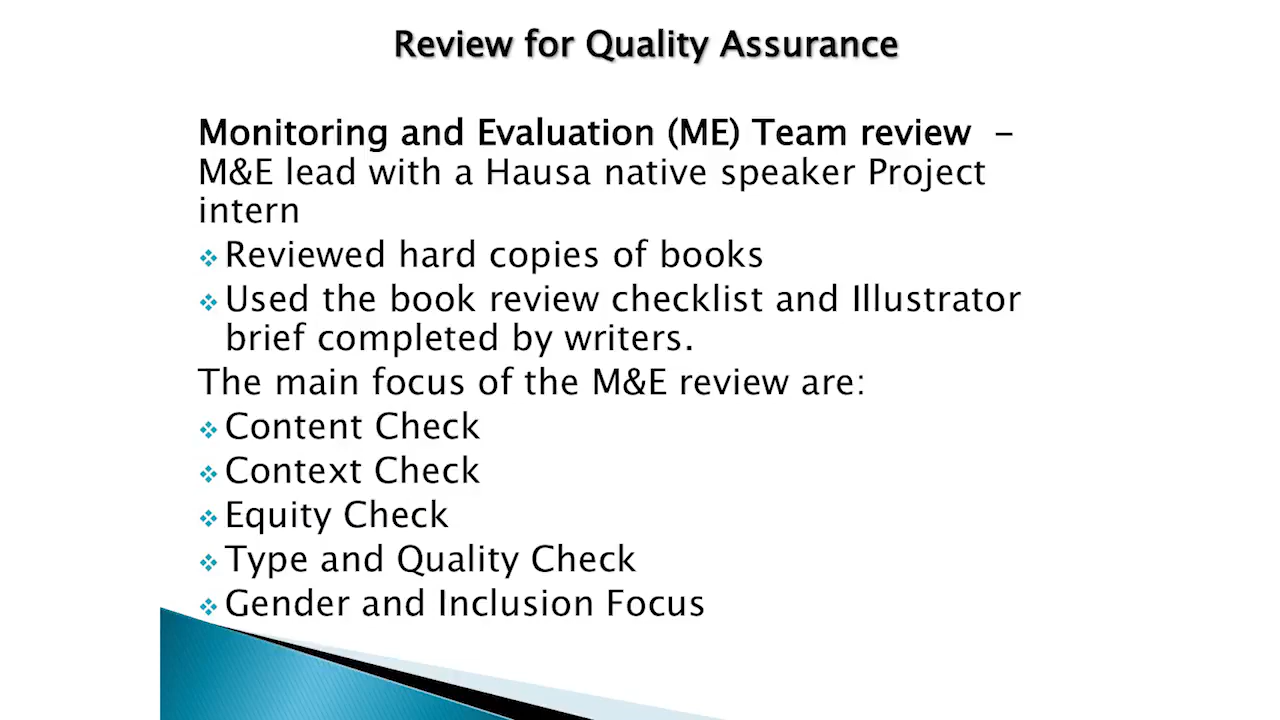 Review for Quality Assurance
Monitoring and Evaluation (ME) Team review –
M&E lead with a Hausa native speaker Project
intern
❖ Reviewed hard copies of books
❖ Used the book review checklist and Illustrator
brief completed by writers.
The main focus of the M&E review are:
❖ Content Check
❖ Context Check
❖ Equity Check
❖ Type and Quality Check
❖ Gender and Inclusion Focus